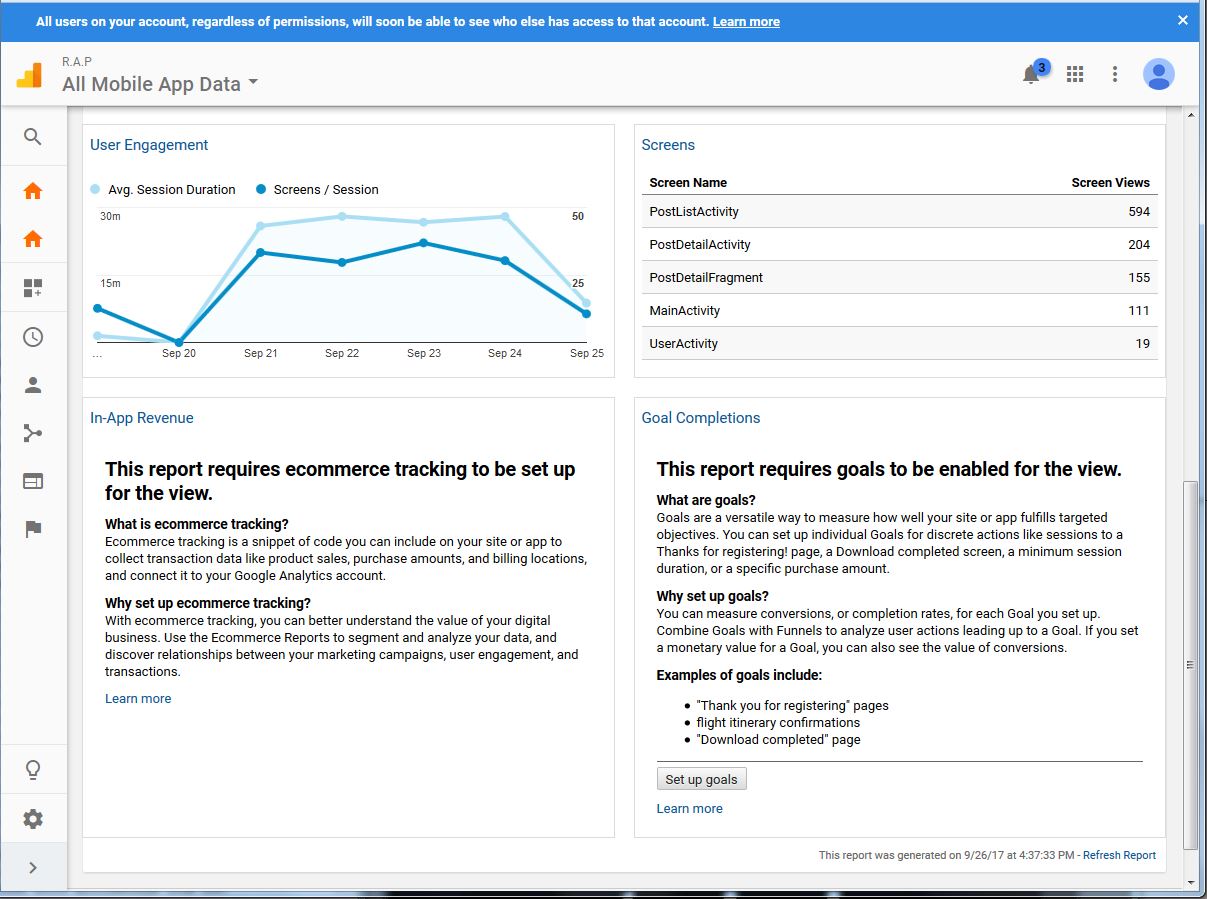 All users on your account, regardless of permissions, will soon be able to see who else has access to that account. Learn more
R.A.P
All Mobile App Data
3
User Engagement
Avg. Session Duration
Screens / Session
30m
50
15m
25
...
Sep 20
Sep 21
Sep 22
Sep 23
Sep 24
Sep 25
Screens
Screen Name
Screen Views
PostListActivity
594
PostDetailActivity
204
PostDetailFragment
155
MainActivity
111
UserActivity
19
In-App Revenue
This report requires ecommerce tracking to be set up
for the view.
What is ecommerce tracking?
Ecommerce tracking is a snippet of code you can include on your site or app to
collect transaction data like product sales, purchase amounts, and billing locations,
and connect it to your Google Analytics account.
Why set up ecommerce tracking?
With ecommerce tracking, you can better understand the value of your digital
business. Use the Ecommerce Reports to segment and analyze your data, and
discover relationships between your marketing campaigns, user engagement, and
transactions.
Learn more
Goal Completions
This report requires goals to be enabled for the view.
What are goals?
Goals are a versatile way to measure how well your site or app fulfills targeted
objectives. You can set up individual Goals for discrete actions like sessions to a
Thanks for registering! page, a Download completed screen, a minimum session
duration, or a specific purchase amount.
Why set up goals?
You can measure conversions, or completion rates, for each Goal you set up.
Combine Goals with Funnels to analyze user actions leading up to a Goal. If you set
a monetary value for a Goal, you can also see the value of conversions.
Examples of goals include:
"Thank you for registering" pages
flight itinerary confirmations
"Download completed" page
Set up goals
Learn more
This report was generated on 9/26/17 at 4:37:33 PM - Refresh Report